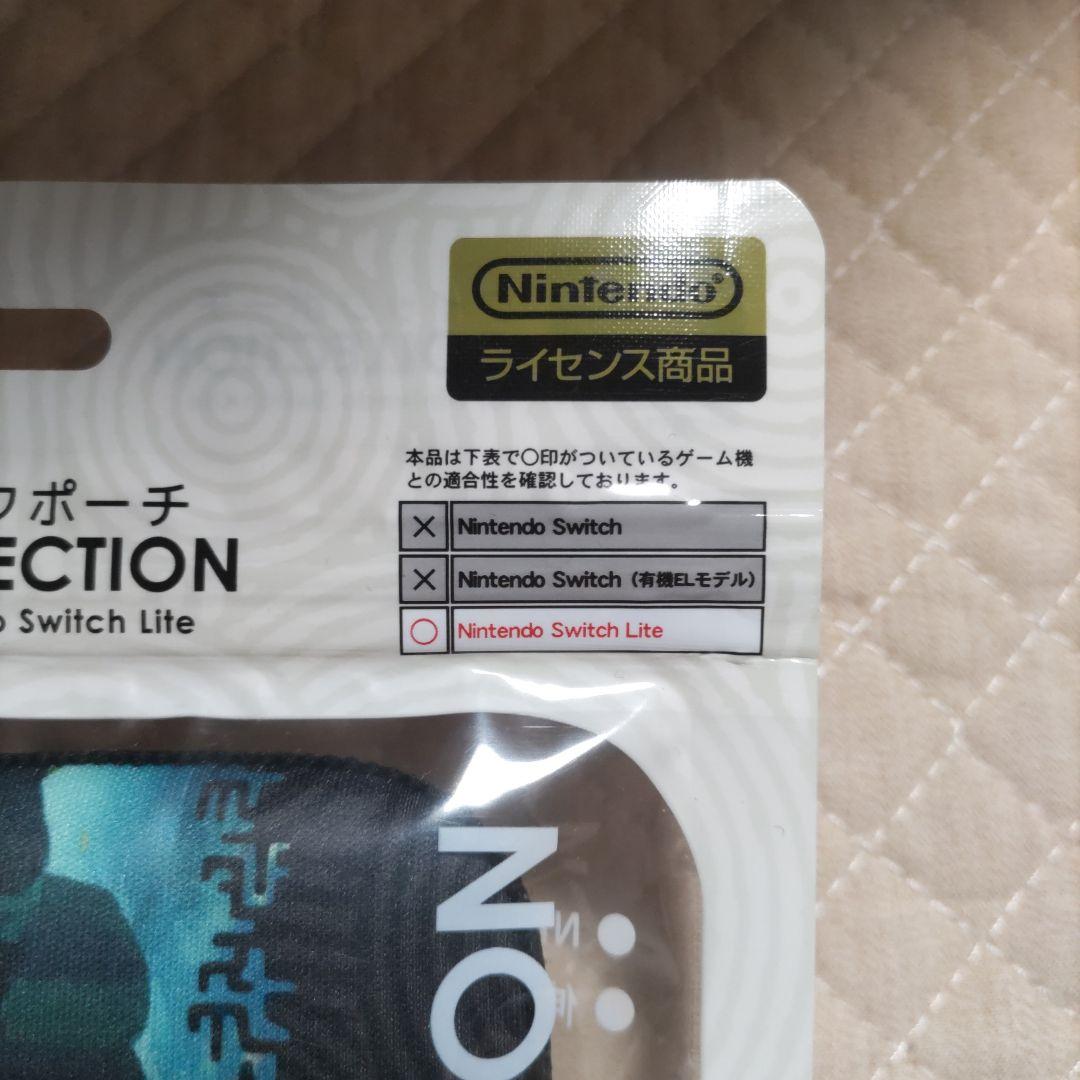 Nintendo®
ライセンス商品
本品は下表で〇印がついているゲーム機
との適合性を確認しております。
× Nintendo Switch
× Nintendo Switch（有機ELモデル）
〇 Nintendo Switch Lite
ポーチ
ECTION
Switch Lite
NO